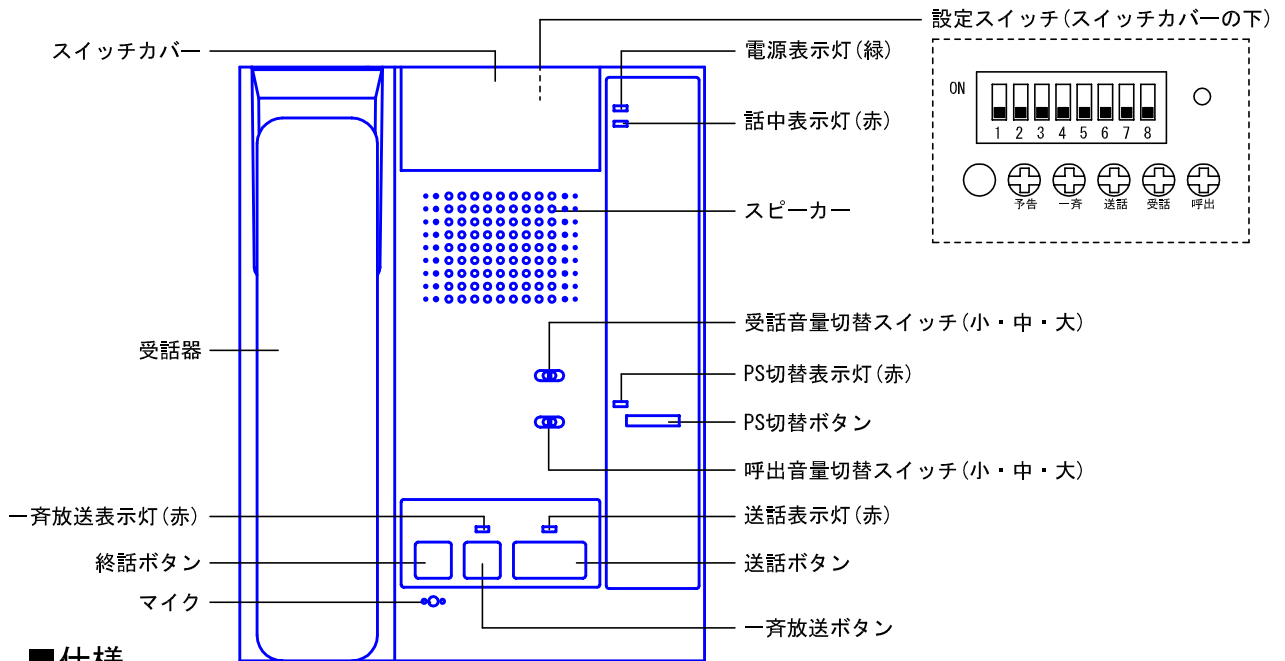 設定スイッチ(スイッチカバーの下)
スイッチカバー
電源表示灯(緑)
話中表示灯(赤)
ON
1 2 3 4 5 6 7 8
予告 一斉 送話 受話 呼出
スピーカー
受話音量切替スイッチ(小・中・大)
受話器
PS切替表示灯(赤)
PS切替ボタン
呼出音量切替スイッチ(小・中・大)
一斉放送表示灯(赤)
送話表示灯(赤)
終話ボタン
送話ボタン
マイク
一斉放送ボタン
■仕様